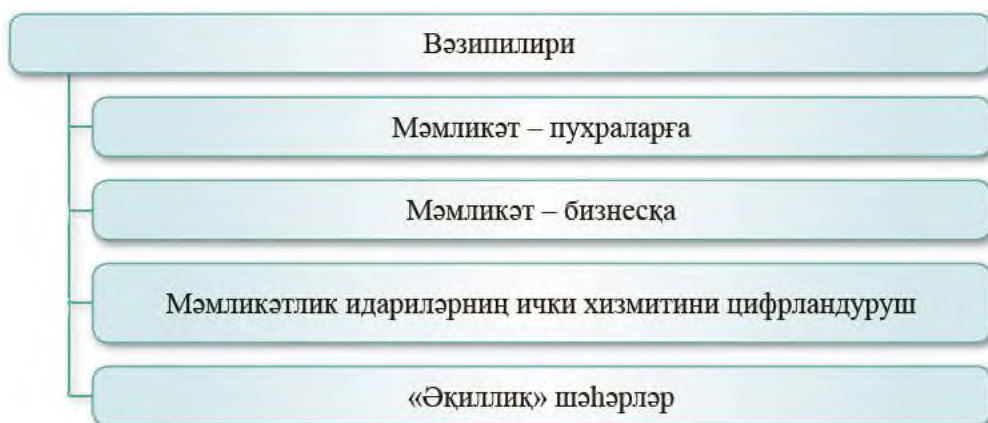 Вәзипилири
Мәмликәт – пухраларға
Мәмликәт – бизнесқа
Мәмликәтлик идариләрниң ички хизмитини цифрландуруш
«Әқиллиқ» шәһәрләр